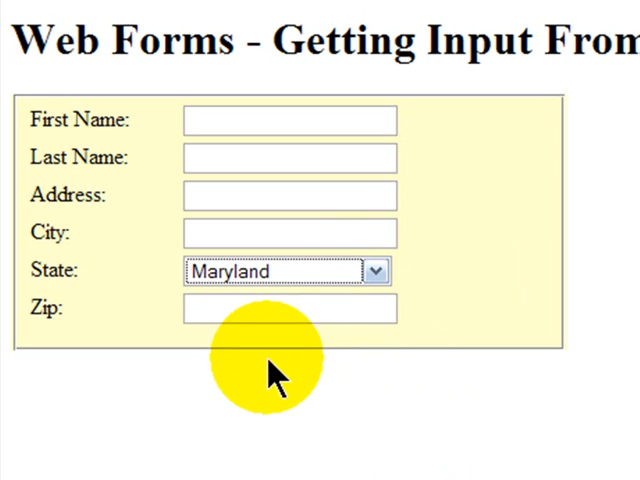 Web Forms - Getting Input From
First Name:
Last Name:
Address:
City:
State: Maryland
Zip: